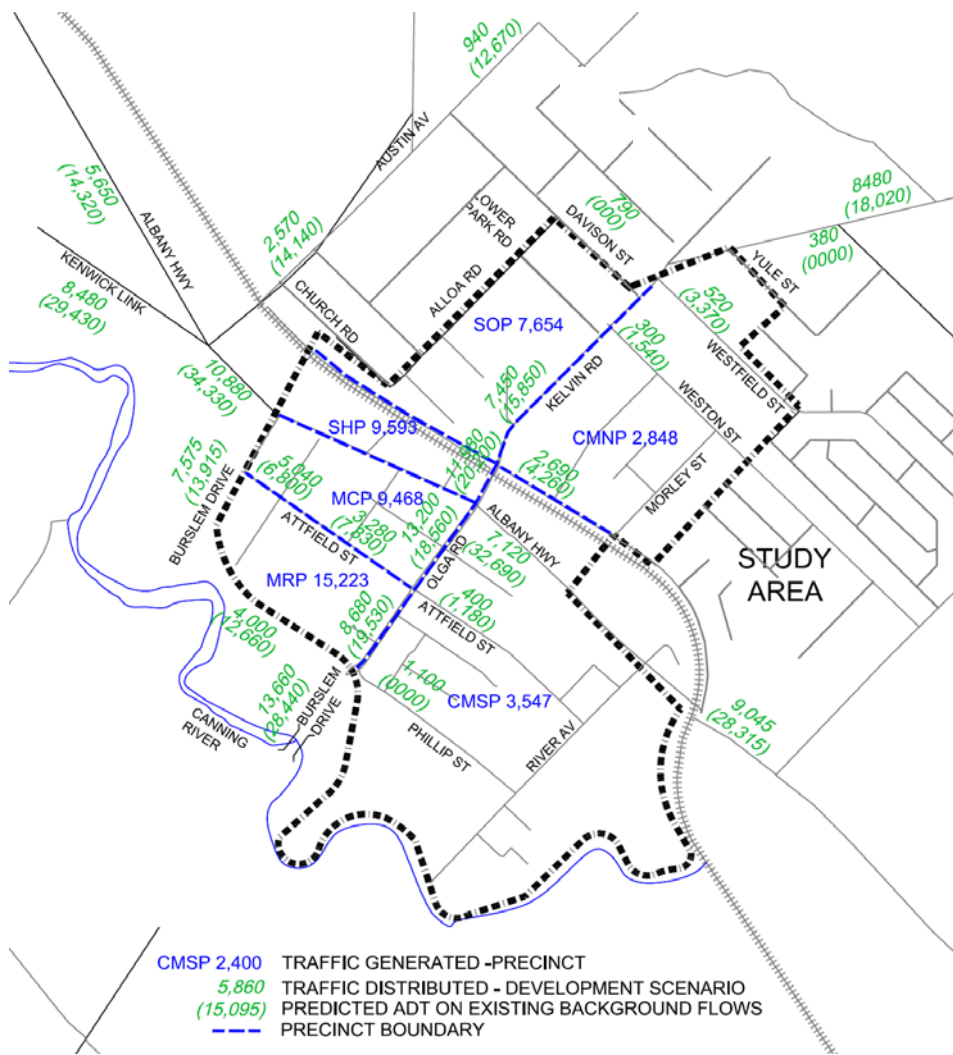 940
(12,670)
AUSTIN AV
5,650
(14,320)
ALBANY HWY
8480
(18,020)
LOWER
PARK RD
790
(000)
DAVISON ST
380
(0000)
2,570
(14,140)
KENWICK LINK
8,480
(29,430)
YULE ST
ALLOA RD
CHURCH RD
520
(3,370)
SOP 7,654
300
(1,540)
WESTFIELD ST
10,880
(34,330)
KELVIN RD
7,450
(15,850)
WESTON ST
SHP 9,593
CMNP 2,848
7,575
(13,915)
BURSLEM DRIVE
5,040
(6,800)
2,690
(4,260)
MORLEY ST
MCP 9,468
3,280
(7,830)
13,200
(18,560)
ALBANY HWY
ATTFIELD ST
OLGA RD
7,120
(32,690)
STUDY
AREA
MRP 15,223
400
(1,180)
4,000
(12,660)
8,680
(19,530)
ATTFIELD ST
1,100
(0000)
CMSP 3,547
13,660
(28,440)
BURSLEM
DRIVE
CANNING
RIVER
PHILLIP ST
RIVER AV
9,045
(28,315)
CMSP 2,400 TRAFFIC GENERATED -PRECINCT
5,860 TRAFFIC DISTRIBUTED - DEVELOPMENT SCENARIO
(15,095) PREDICTED ADT ON EXISTING BACKGROUND FLOWS
PRECINCT BOUNDARY